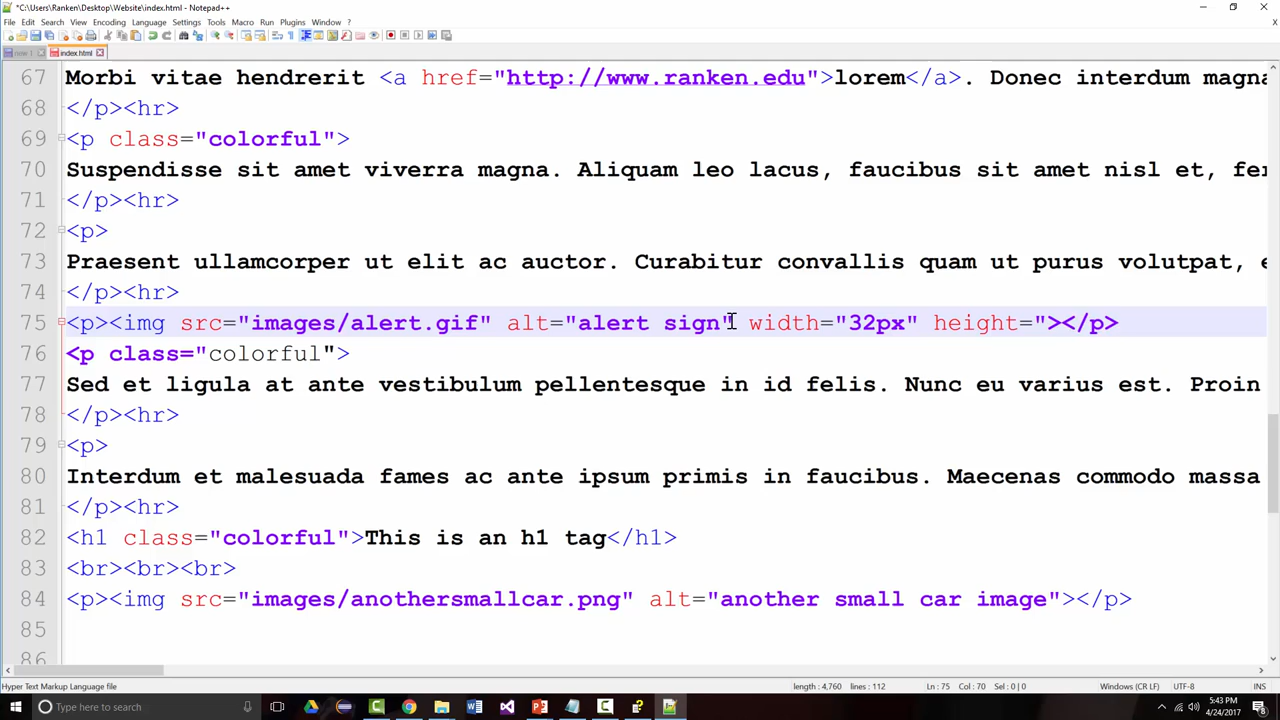 *C:\Users\Ranken\Desktop\Website\index.html - Notepad++
File Edit Search View Encoding Language Settings Tools Macro Run Plugins Window ? X
new 1 index.html
67 Morbi vitae hendrerit <a href="http://www.ranken.edu">lorem</a>. Donec interdum magna
68 </p><hr>
69 <p class="colorful">
70 Suspendisse sit amet viverra magna. Aliquam leo lacus, faucibus sit amet nisl et, fer
71 </p><hr>
72 <p>
73 Praesent ullamcorper ut elit ac auctor. Curabitur convallis quam ut purus volutpat, e
74 </p><hr>
75 <p><img src="images/alert.gif" alt="alert sign" width="32px" height="></p>
76 <p class="colorful">
77 Sed et ligula at ante vestibulum pellentesque in id felis. Nunc eu varius est. Proin
78 </p><hr>
79 <p>
80 Interdum et malesuada fames ac ante ipsum primis in faucibus. Maecenas commodo massa
81 </p><hr>
82 <h1 class="colorful">This is an h1 tag</h1>
83 <br><br><br>
84 <p><img src="images/anothersmallcar.png" alt="another small car image"></p>
85
86
Hyper Text Markup Language file length : 4,760 lines : 112 Ln : 75 Col : 70 Sel : 0 | 0 Windows (CR LF) UTF-8 INS
Type here to search 5:43 PM
4/24/2017